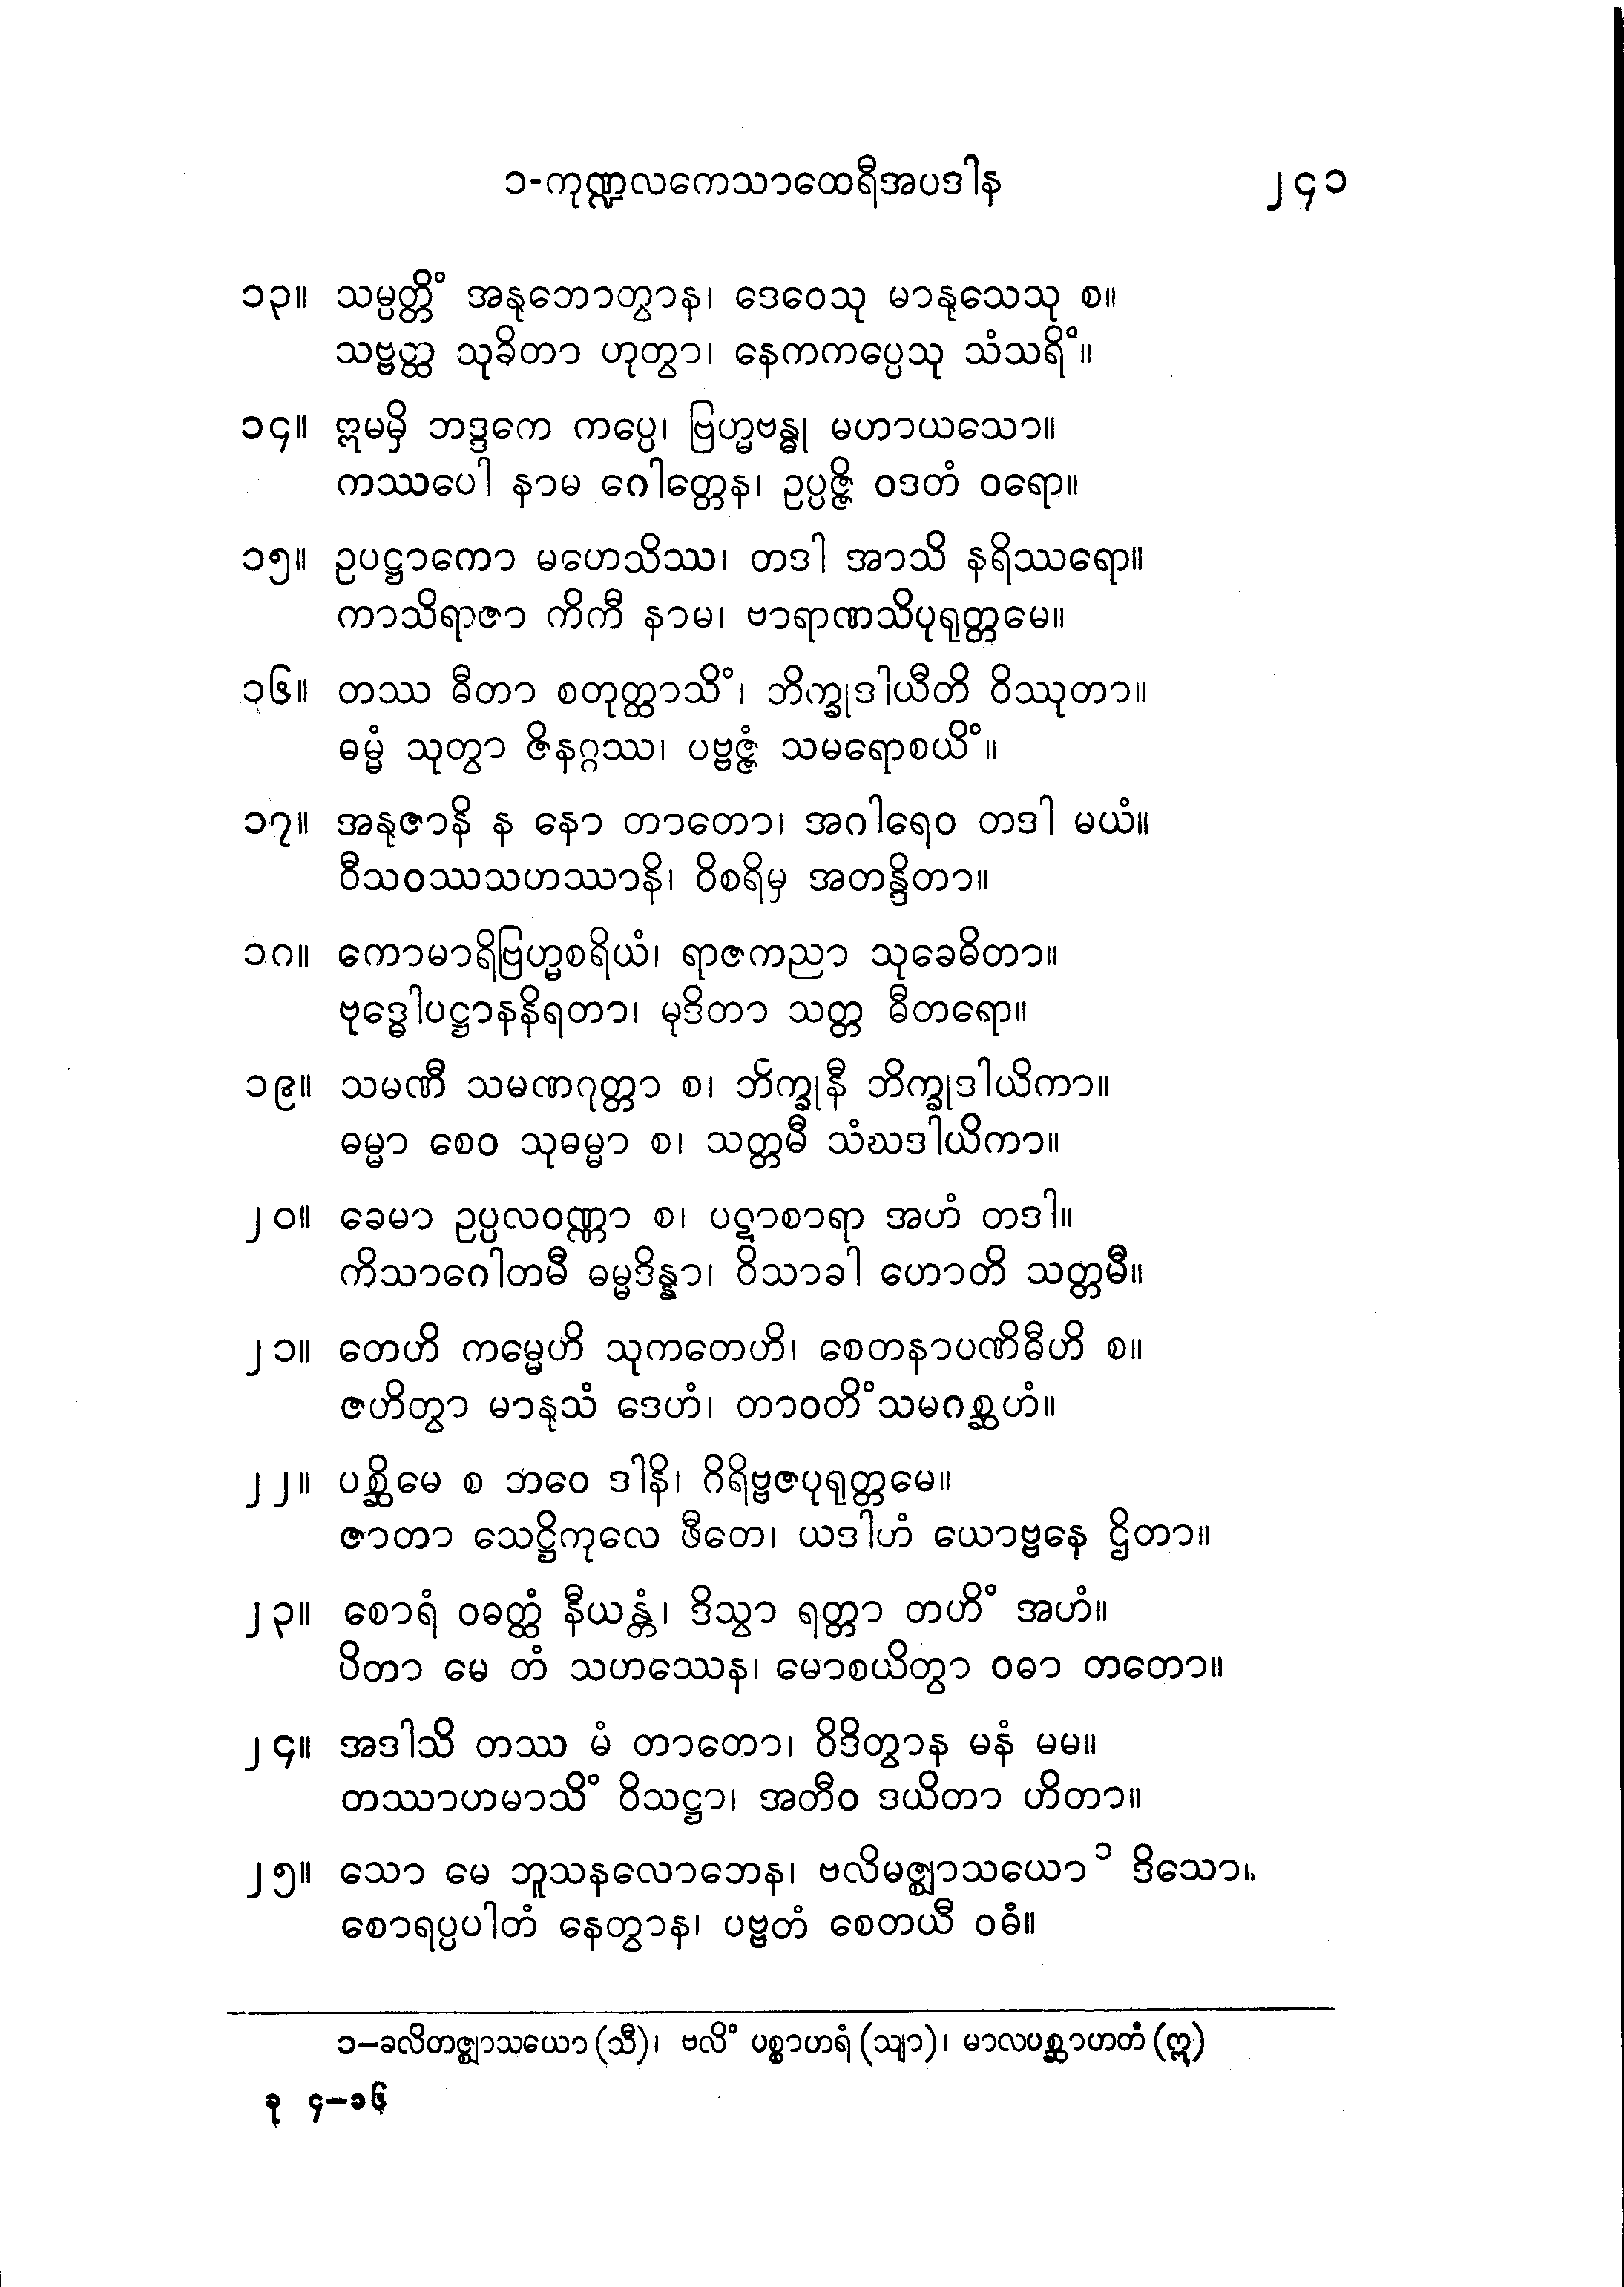 ၁-ကုဏ္ဍလကေသာထေရီအပဒါန ၂၄၁
၁၃။ သမ္ပတ္တိံ အနုဘောတွာန၊ ဒေဝေသု မာနုသေသု စ။
သဗ္ဗတ္ထ သုခိတာ ဟုတွာ၊ နေကကပ္ပေသု သံသရိံ။
၁၄။ ဣမမှိ ဘဒ္ဒကေ ကပ္ပေ၊ ဗြဟ္မဗန္ဓု မဟာယသော။
ကဿပေါ နာမ ဂေါတ္တေန၊ ဥပ္ပဇ္ဇိ ဝဒတံ ဝရော။
၁၅။ ဥပဋ္ဌာကော မဟေသိဿ၊ တဒါ အာသိ နရိဿရော။
ကာသိရာဇာ ကိကီ နာမ၊ ဗာရာဏသိပုရုတ္တမေ။
၁၆။ တဿ ဓီတာ စတုတ္ထာသိံ၊ ဘိက္ခုဒါယီတိ ဝိဿုတာ။
ဓမ္မံ သုတွာ ဇိနဂ္ဂဿ၊ ပဗ္ဗဇ္ဇံ သမရောစယိံ။
၁၇။ အနုဇာနိ န နော တာတော၊ အဂါရေဝ တဒါ မယံ။
ဝီသဝဿသဟဿာနိ၊ ဝိစရိမှ အတန္ဒိတာ။
၁၈။ ကောမာရိဗြဟ္မစရိယံ၊ ရာဇကညာ သုခေဓိတာ။
ဗုဒ္ဓေါပဋ္ဌာနနိရတာ၊ မုဒိတာ သတ္တ ဓီတရော။
၁၉။ သမဏီ သမဏဂုတ္တာ စ၊ ဘိက္ခုနီ ဘိက္ခုဒါယိကာ။
ဓမ္မာ စေဝ သုဓမ္မာ စ၊ သတ္တမီ သံဃဒါယိကာ။
၂၀။ ခေမာ ဥပ္ပလဝဏ္ဏာ စ၊ ပဋာစာရာ အဟံ တဒါ။
ကိသာဂေါတမီ ဓမ္မဒိန္နာ၊ ဝိသာခါ ဟောတိ သတ္တမီ။
၂၁။ တေဟိ ကမ္မေဟိ သုကတေဟိ၊ စေတနာပဏိဓီဟိ စ။
ဇဟိတွာ မာနုသံ ဒေဟံ၊ တာဝတိံသမဂစ္ဆဟံ။
၂၂။ ပစ္ဆိမေ စ ဘဝေ ဒါနိ၊ ဂိရိဗ္ဗဇပုရုတ္တမေ။
ဇာတာ သေဋ္ဌိကုလေ ဖီတေ၊ ယဒါဟံ ယောဗ္ဗနေ ဌိတာ။
၂၃။ စောရံ ဝဓတ္ထံ နီယန္တံ၊ ဒိသွာ ရတ္တာ တဟိံ အဟံ။
ပိတာ မေ တံ သဟဿေန၊ မောစယိတွာ ဝဓာ တတော။
၂၄။ အဒါသိ တဿ မံ တာတော၊ ဝိဒိတွာန မနံ မမ။
တဿာဟမာသိံ ဝိသဋ္ဌာ၊ အတီဝ ဒယိတာ ဟိတာ။
၂၅။ သော မေ ဘူသနလောဘေန၊ ဗလိမဇ္ဈာသယော ၁ ဒိသော။
စောရပ္ပပါတံ နေတွာန၊ ပဗ္ဗတံ စေတယီ ဝဓံ။
၁–ခလိတဇ္ဈာသယော (သီ)၊ ဗလိံ ပစ္စာဟရံ (သျာ)၊ မာလပစ္ဆာဟတံ (ဣ)
ခု ၄–၁၆